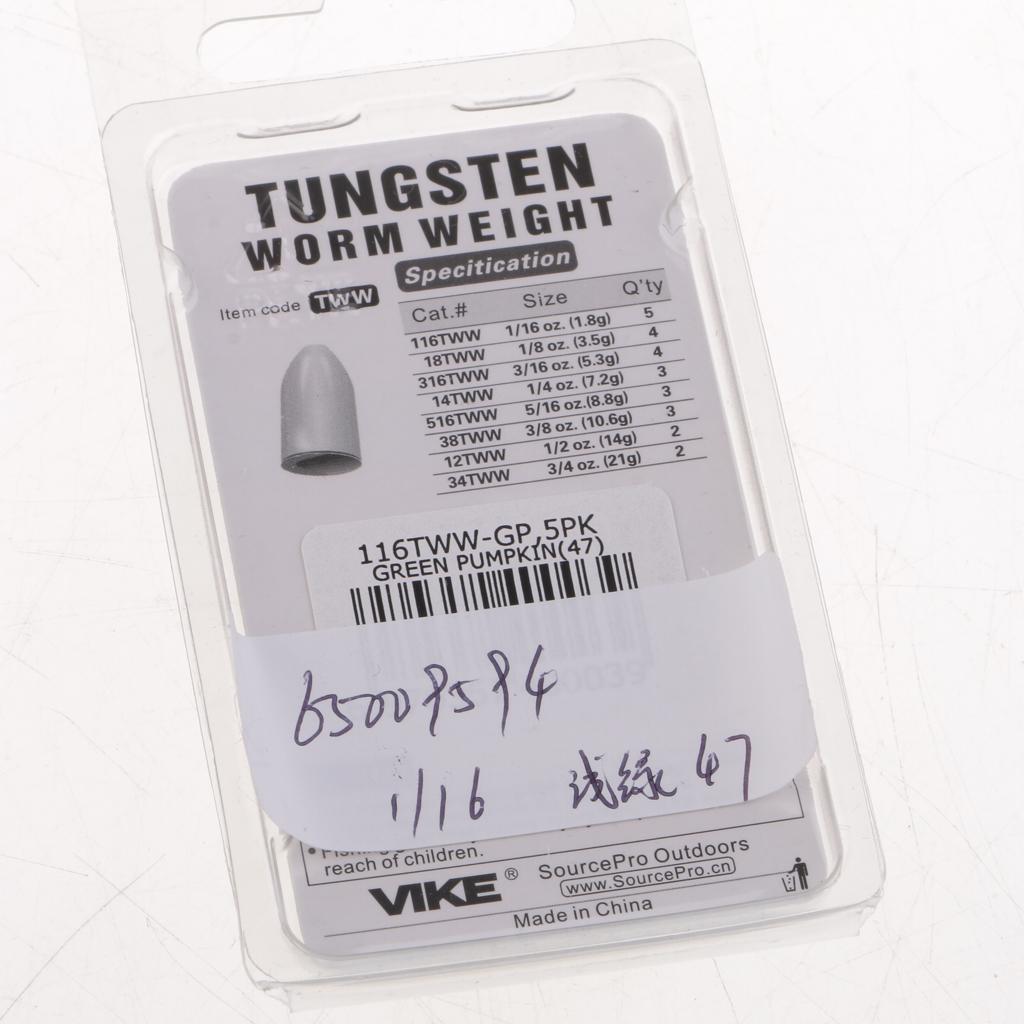 TUNGSTEN
WORM WEIGHT
Specitication
Item code TWW
Cat.# Size Q'ty
116TWW 1/16 oz. (1.8g) 5
18TWW 1/8 oz. (3.5g) 4
316TWW 3/16 oz. (5.3g) 4
14TWW 1/4 oz. (7.2g) 3
516TWW 5/16 oz.(8.8g) 3
38TWW 3/8 oz. (10.6g) 3
12TWW 1/2 oz. (14g) 2
34TWW 3/4 oz. (21g) 2
116TWW-GP,5PK
GREEN PUMPKIN(47)
65009594
1/16 浅绿 47
reach of children.
VIKE® SourcePro Outdoors
www.SourcePro.cn
Made in China